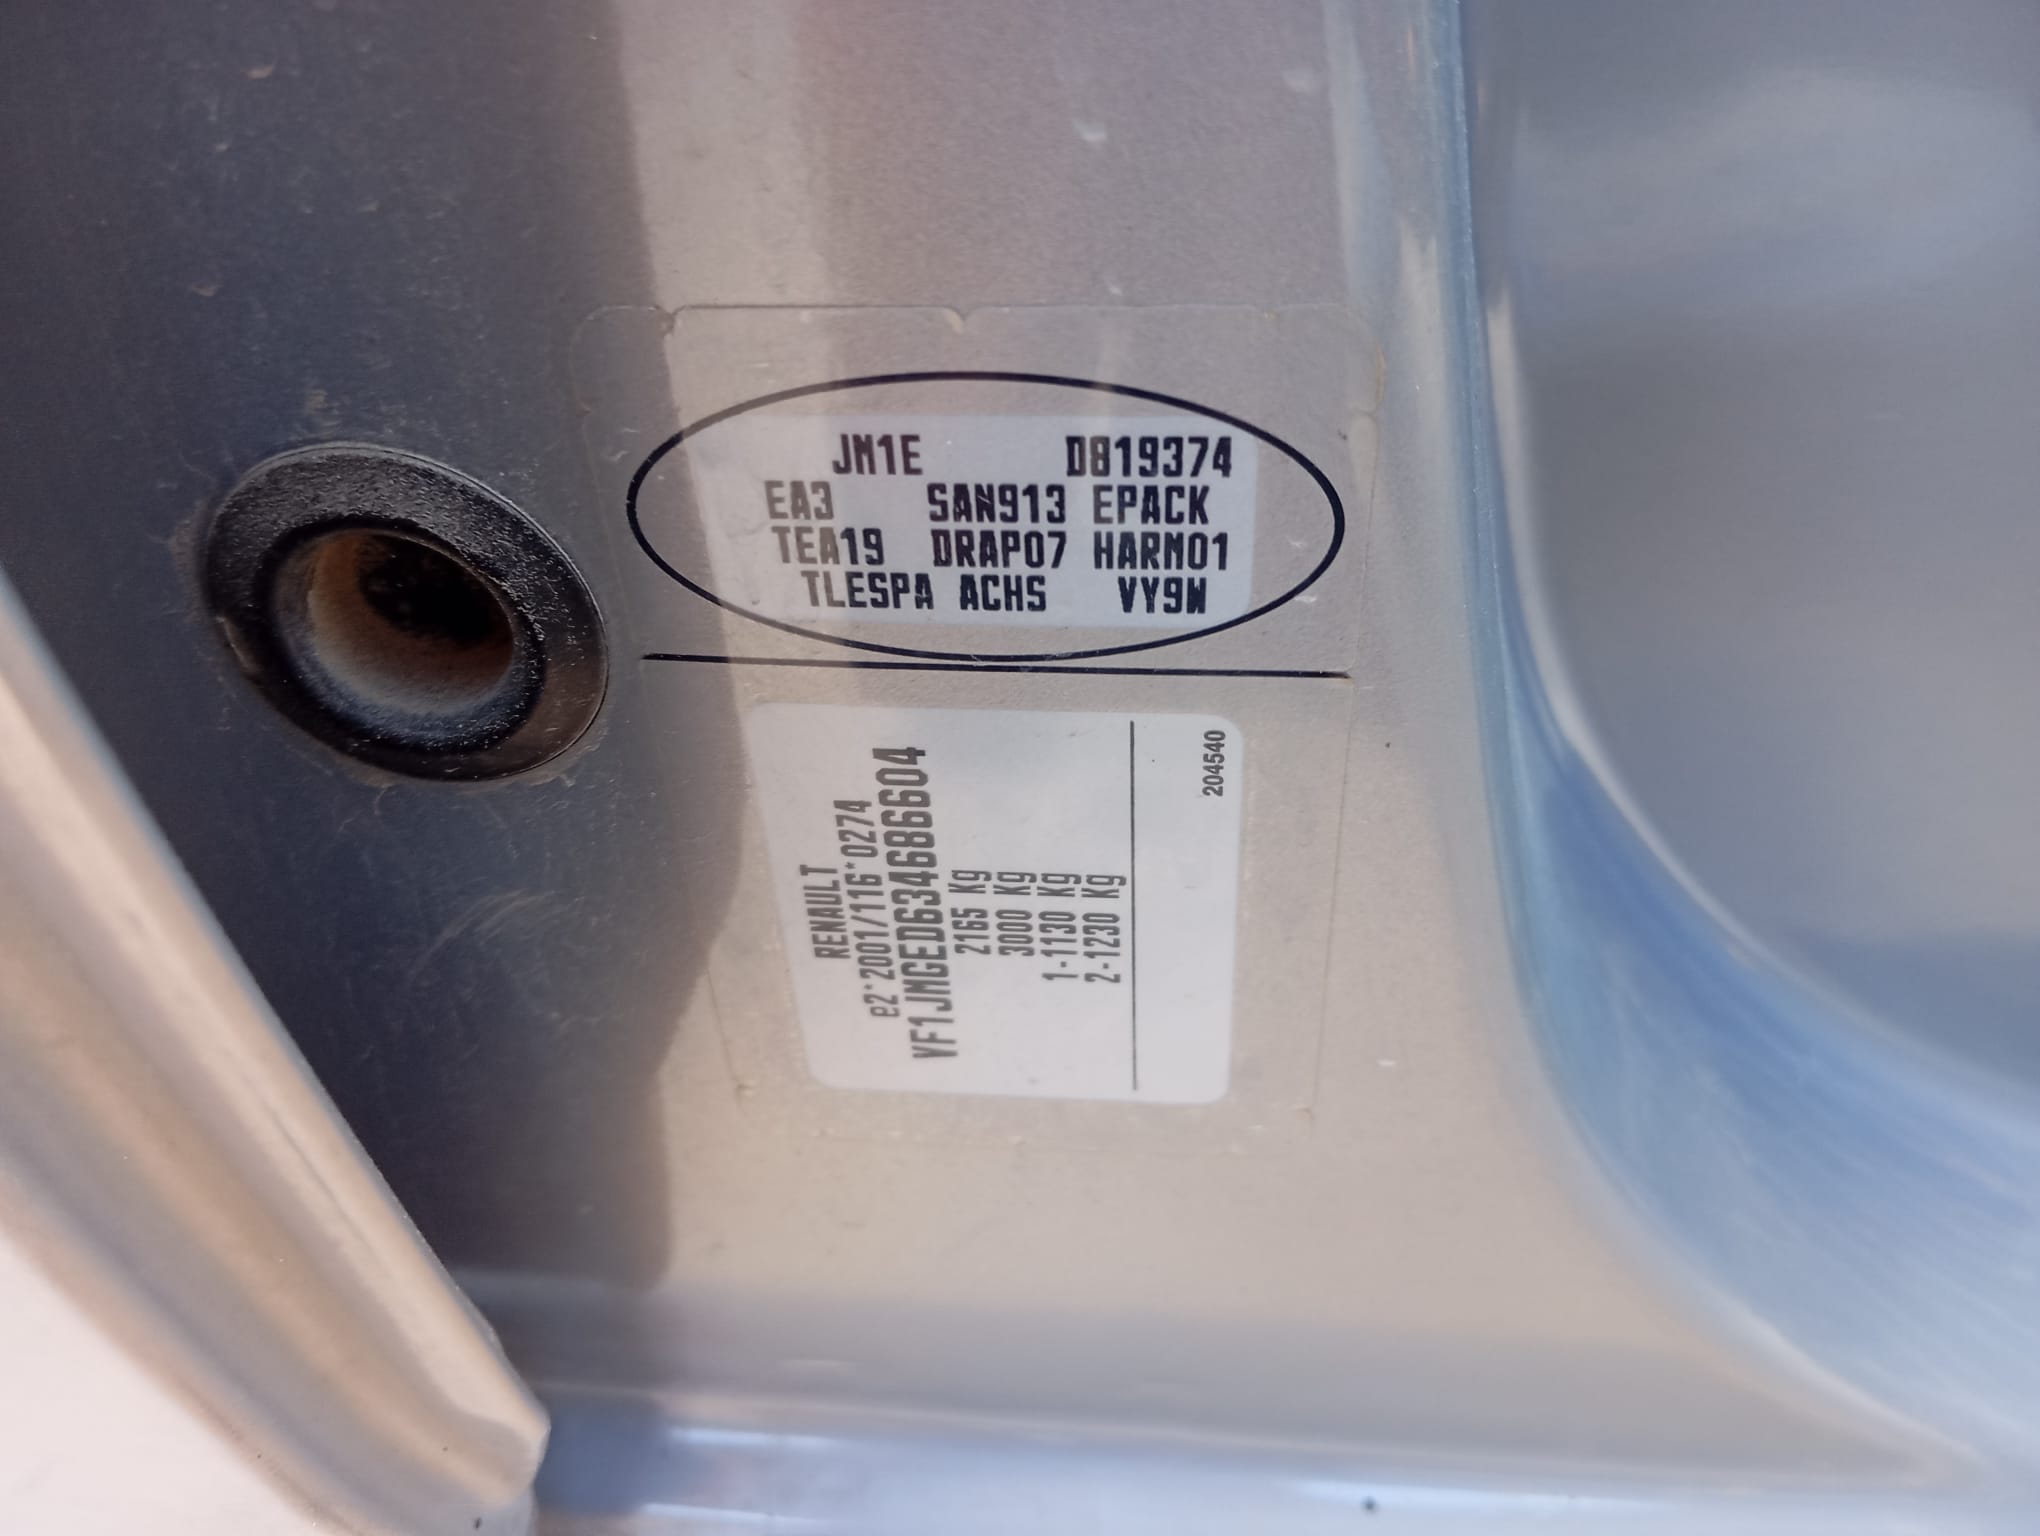 JM1E D819374
EA3 SAN913 EPACK
TEA19 DRAP07 HARM01
TLESPA ACHS VY9W
RENAULT
e2*2001/116*0274
VF1JMGED634686604
2165 Kg
3000 Kg
1-1130 Kg
2-1230 Kg
204540